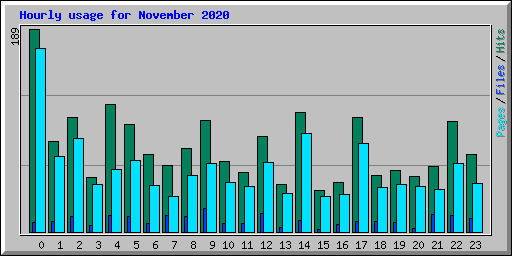 Hourly usage for November 2020
189
Pages/Files/Hits
0 1 2 3 4 5 6 7 8 9 10 11 12 13 14 15 16 17 18 19 20 21 22 23